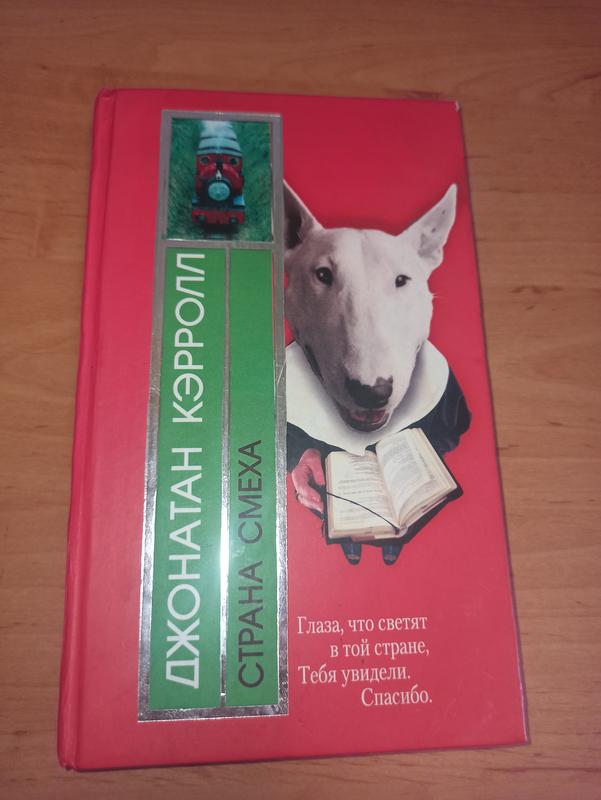 ДЖОНАТАН КЭРРОЛЛ
СТРАНА СМЕХА
Глаза, что светят
в той стране,
Тебя увидели.
Спасибо.